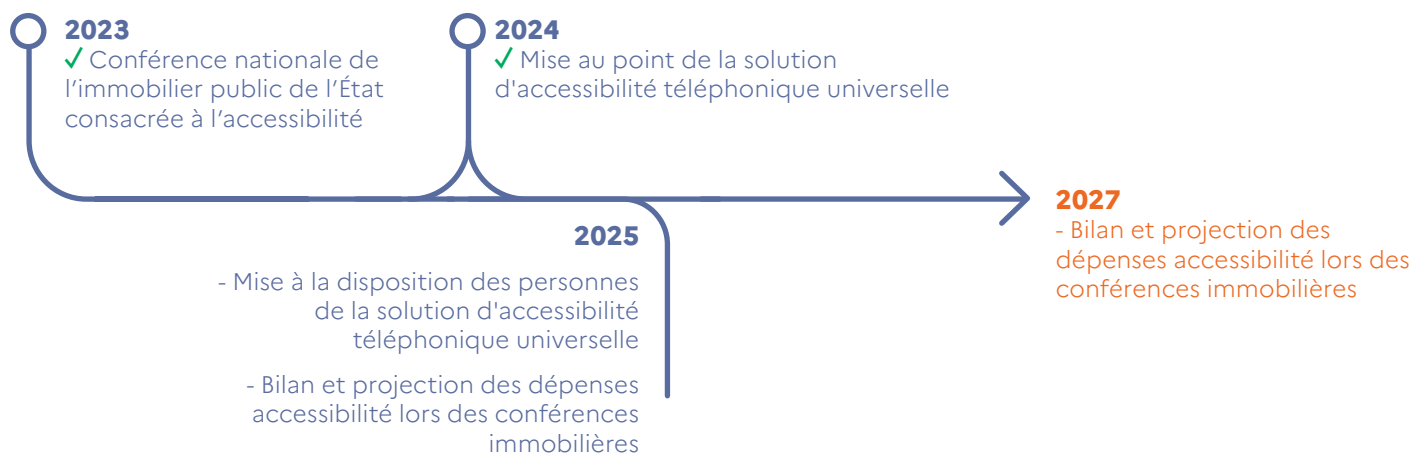 2023
✓ Conférence nationale de
l’immobilier public de l’État
consacrée à l’accessibilité
2024
✓ Mise au point de la solution
d'accessibilité téléphonique universelle
2025
- Mise à la disposition des personnes
de la solution d'accessibilité
téléphonique universelle
- Bilan et projection des dépenses
accessibilité lors des conférences
immobilières
2027
- Bilan et projection des
dépenses accessibilité lors des
conférences immobilières